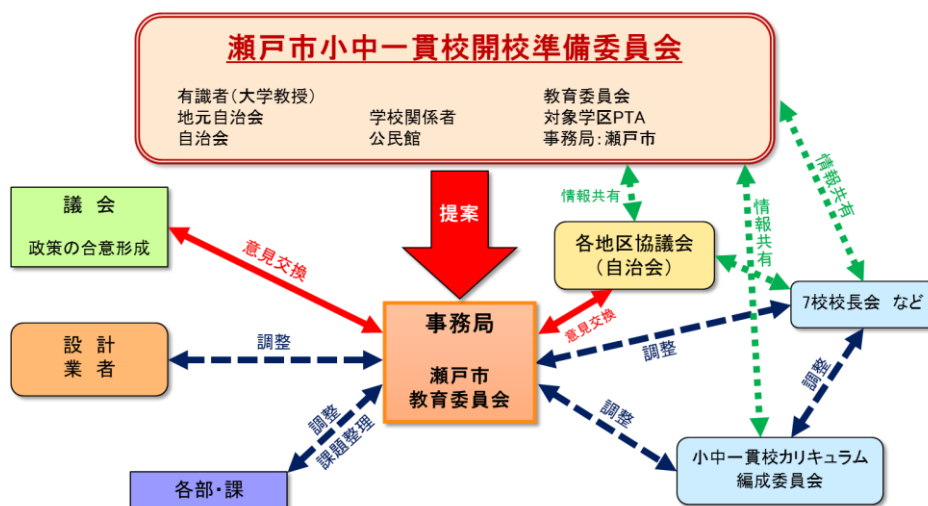 瀬戸市小中一貫校開校準備委員会
有識者(大学教授)
地元自治会
自治会
学校関係者
公民館
教育委員会
対象学区PTA
事務局:瀬戸市
提案
情報共有
情報共有
情報共有
議 会
政策の合意形成
意見交換
各地区協議会
(自治会)
意見交換
7校校長会 など
事務局
瀬戸市
教育委員会
設 計
業 者
調整
調整
調整
調整
調整
課題整理
各部・課
小中一貫校カリキュラム
編成委員会